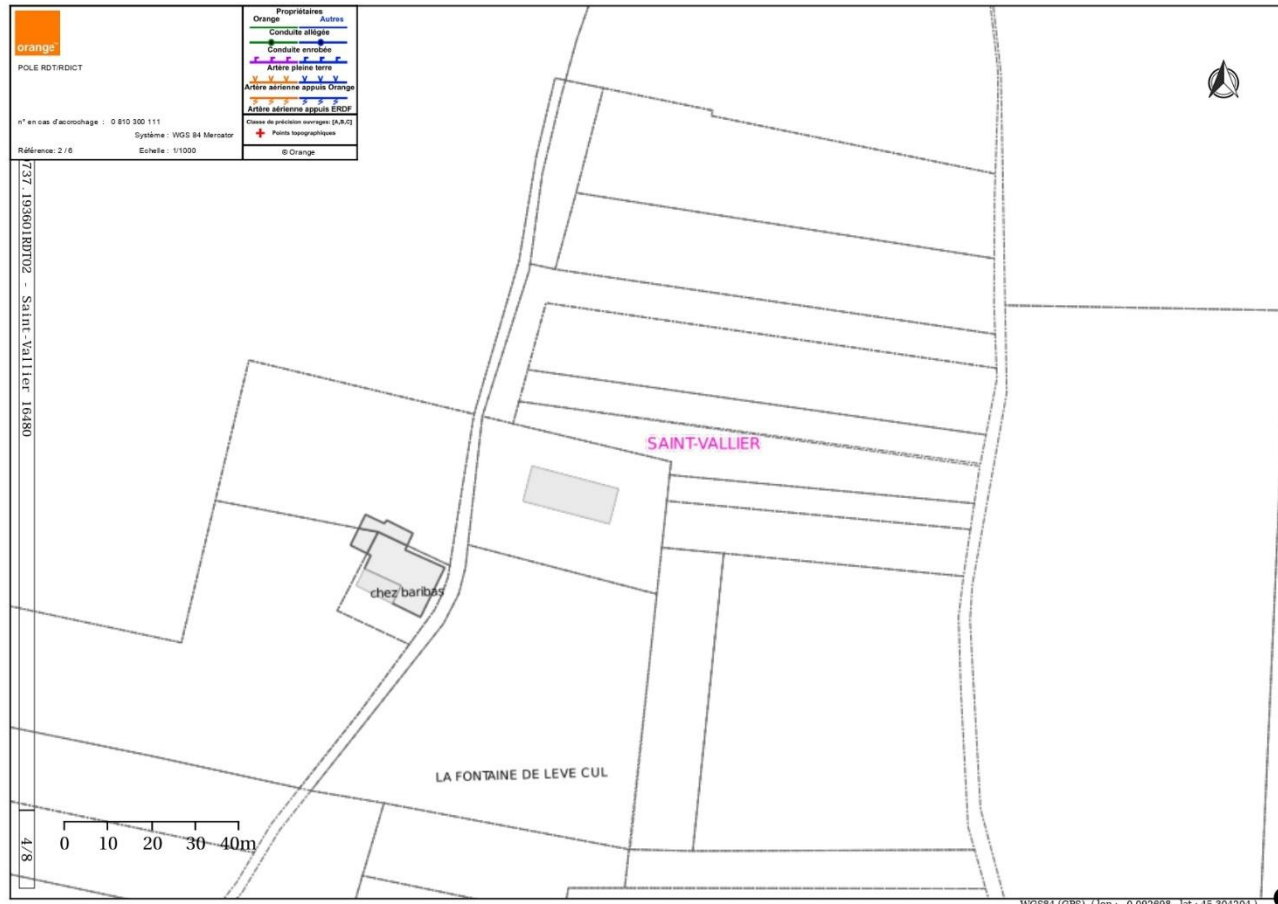 orange
POLE RDT/RDICT
n° en cas d'accrochage : 0 810 300 111
Système : WGS 84 Mercator
Référence: 2 / 6
Echelle : 1/1000
Propriétaires
Orange Autres
Conduite allégée
Conduite enrobée
Artère pleine terre
Artère aérienne appuis Orange
Artère aérienne appuis ERDF
Classe de précision ouvrages: [A,B,C]
Points topographiques
© Orange
737.193601RDT02 - Saint-Vallier 16480
SAINT-VALLIER
chez baribas
LA FONTAINE DE LEVE CUL
0 10 20 30 40m
4/8